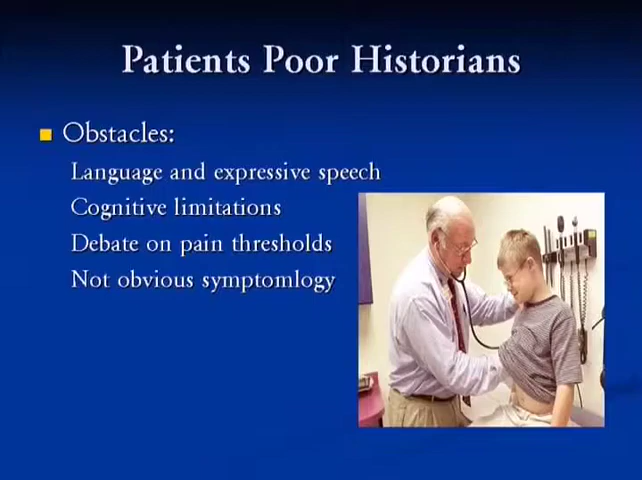 Patients Poor Historians
Obstacles:
Language and expressive speech
Cognitive limitations
Debate on pain thresholds
Not obvious symptomlogy